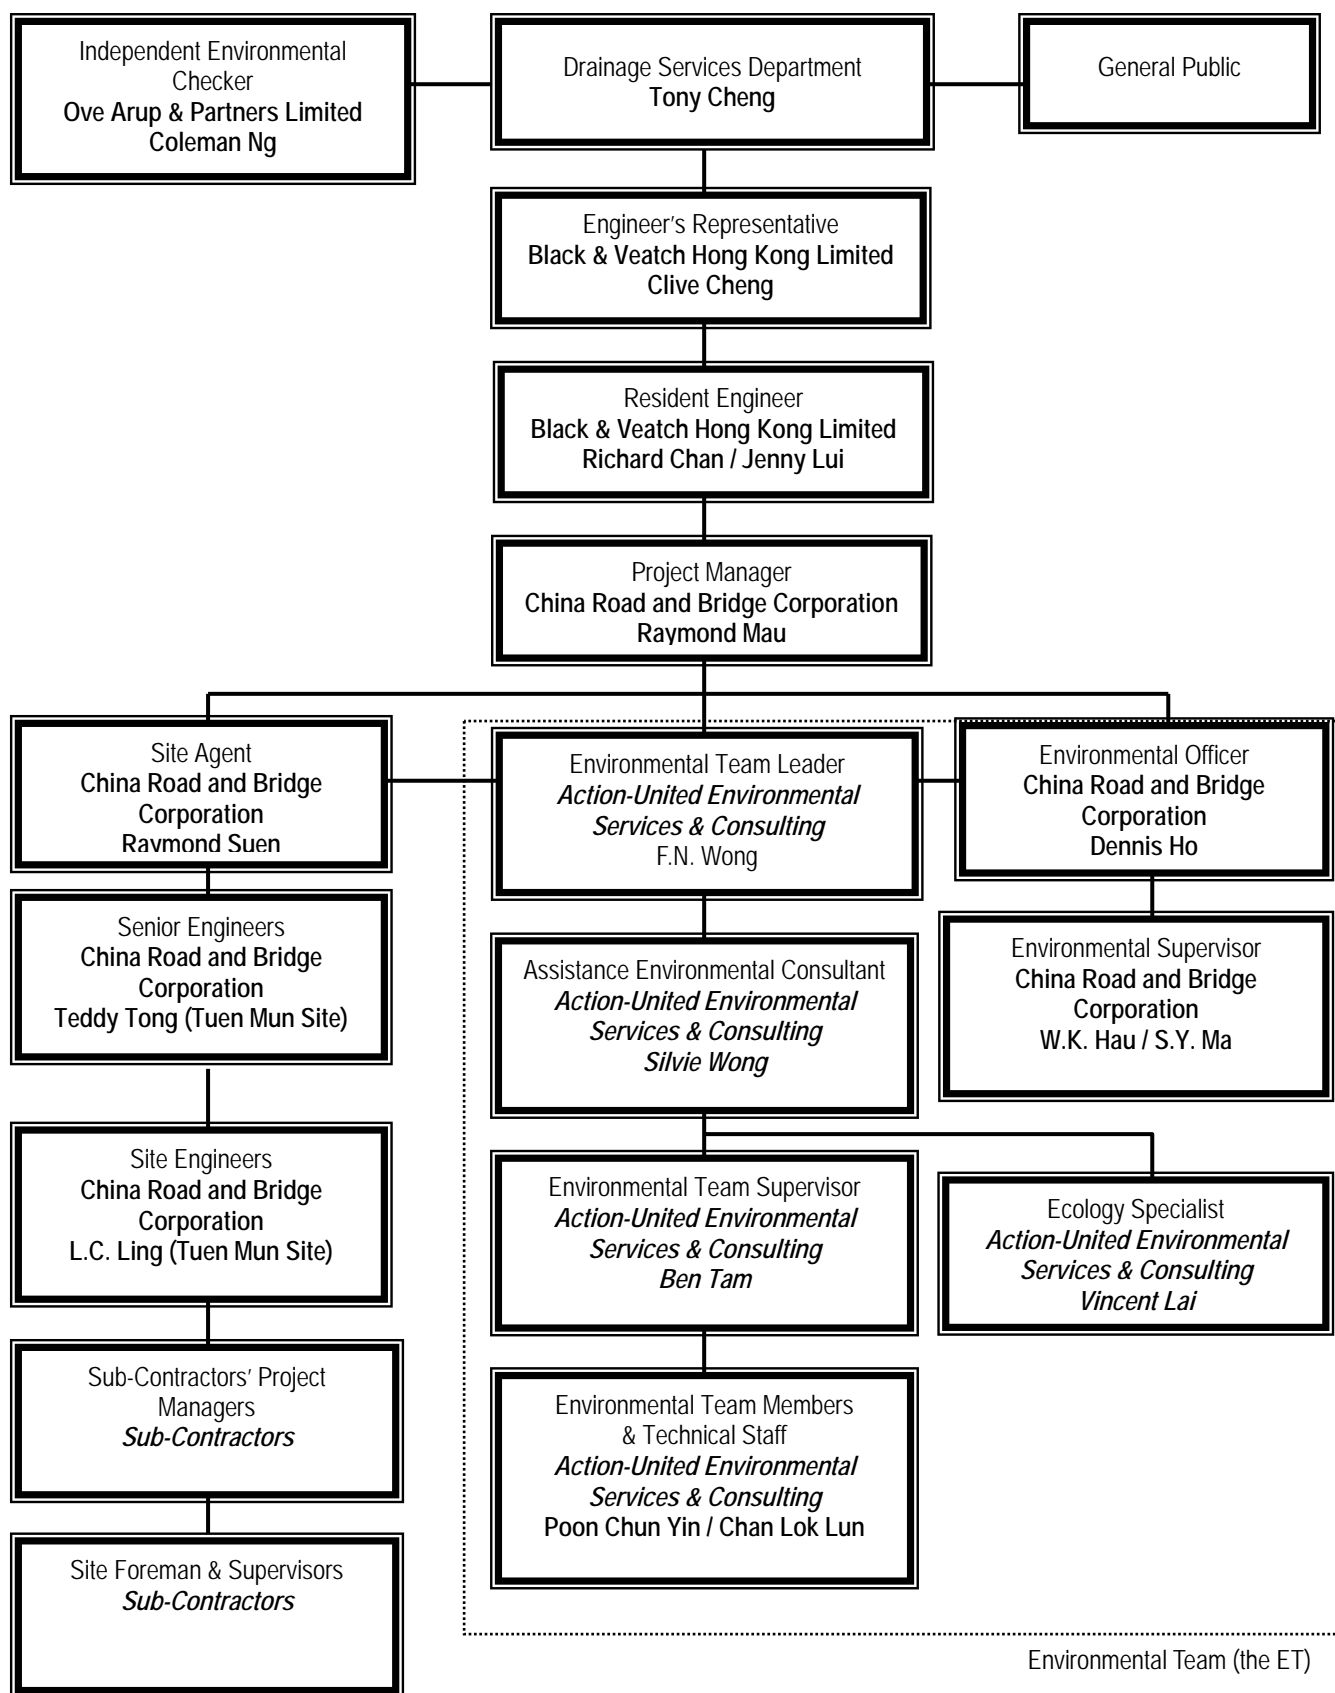 Independent Environmental
Checker
Ove Arup & Partners Limited
Coleman Ng
Drainage Services Department
Tony Cheng
General Public
Engineer's Representative
Black & Veatch Hong Kong Limited
Clive Cheng
Resident Engineer
Black & Veatch Hong Kong Limited
Richard Chan / Jenny Lui
Project Manager
China Road and Bridge Corporation
Raymond Mau
Site Agent
China Road and Bridge
Corporation
Raymond Suen
Environmental Team Leader
Action-United Environmental
Services & Consulting
F.N. Wong
Environmental Officer
China Road and Bridge
Corporation
Dennis Ho
Senior Engineers
China Road and Bridge
Corporation
Teddy Tong (Tuen Mun Site)
Assistance Environmental Consultant
Action-United Environmental
Services & Consulting
Silvie Wong
Environmental Supervisor
China Road and Bridge
Corporation
W.K. Hau / S.Y. Ma
Site Engineers
China Road and Bridge
Corporation
L.C. Ling (Tuen Mun Site)
Environmental Team Supervisor
Action-United Environmental
Services & Consulting
Ben Tam
Ecology Specialist
Action-United Environmental
Services & Consulting
Vincent Lai
Sub-Contractors' Project
Managers
Sub-Contractors
Environmental Team Members
& Technical Staff
Action-United Environmental
Services & Consulting
Poon Chun Yin / Chan Lok Lun
Site Foreman & Supervisors
Sub-Contractors
Environmental Team (the ET)